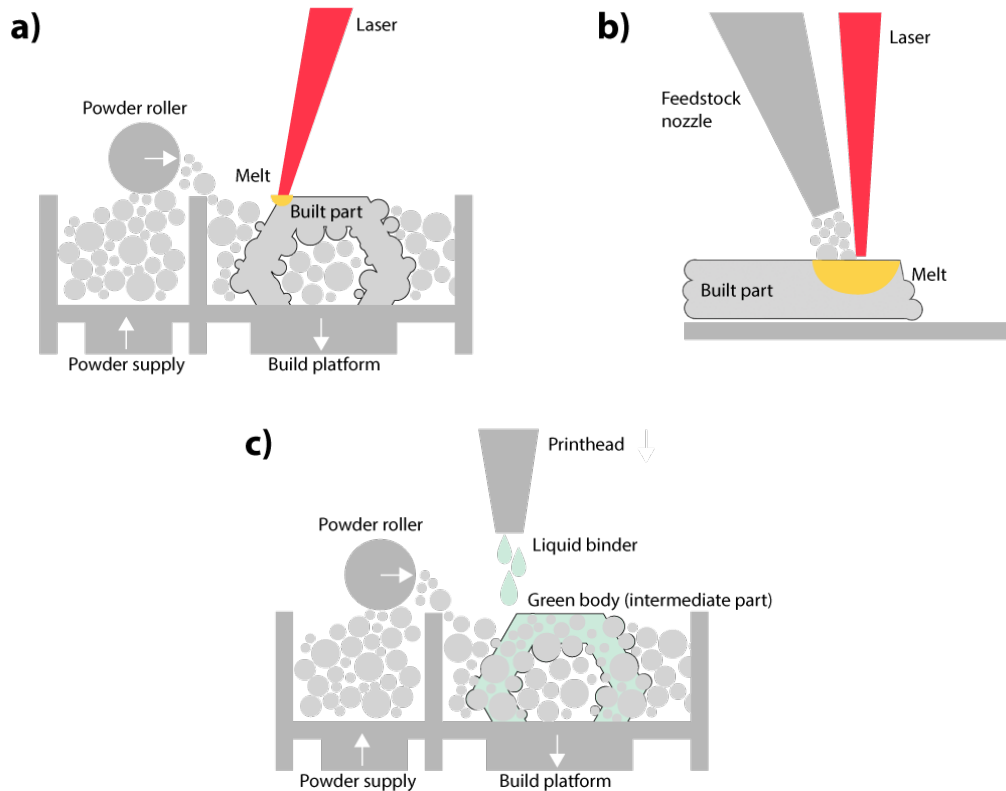 a)
Laser
Powder roller
Melt
Built part
Powder supply
Build platform
b)
Laser
Feedstock
nozzle
Melt
Built part
c)
Printhead
Powder roller
Liquid binder
Green body (intermediate part)
Powder supply
Build platform